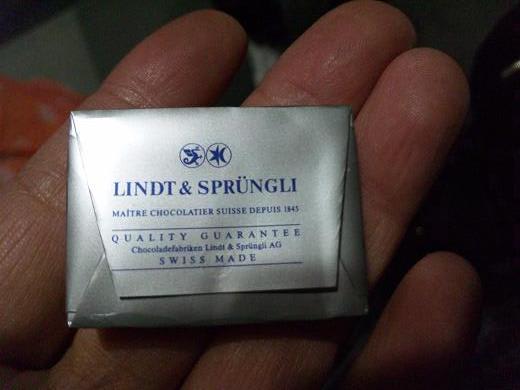 LINDT & SPRÜNGLI
MAÎTRE CHOCOLATIER SUISSE DEPUIS 1845
QUALITY GUARANTEE
Chocoladefabriken Lindt & Sprüngli AG
SWISS MADE